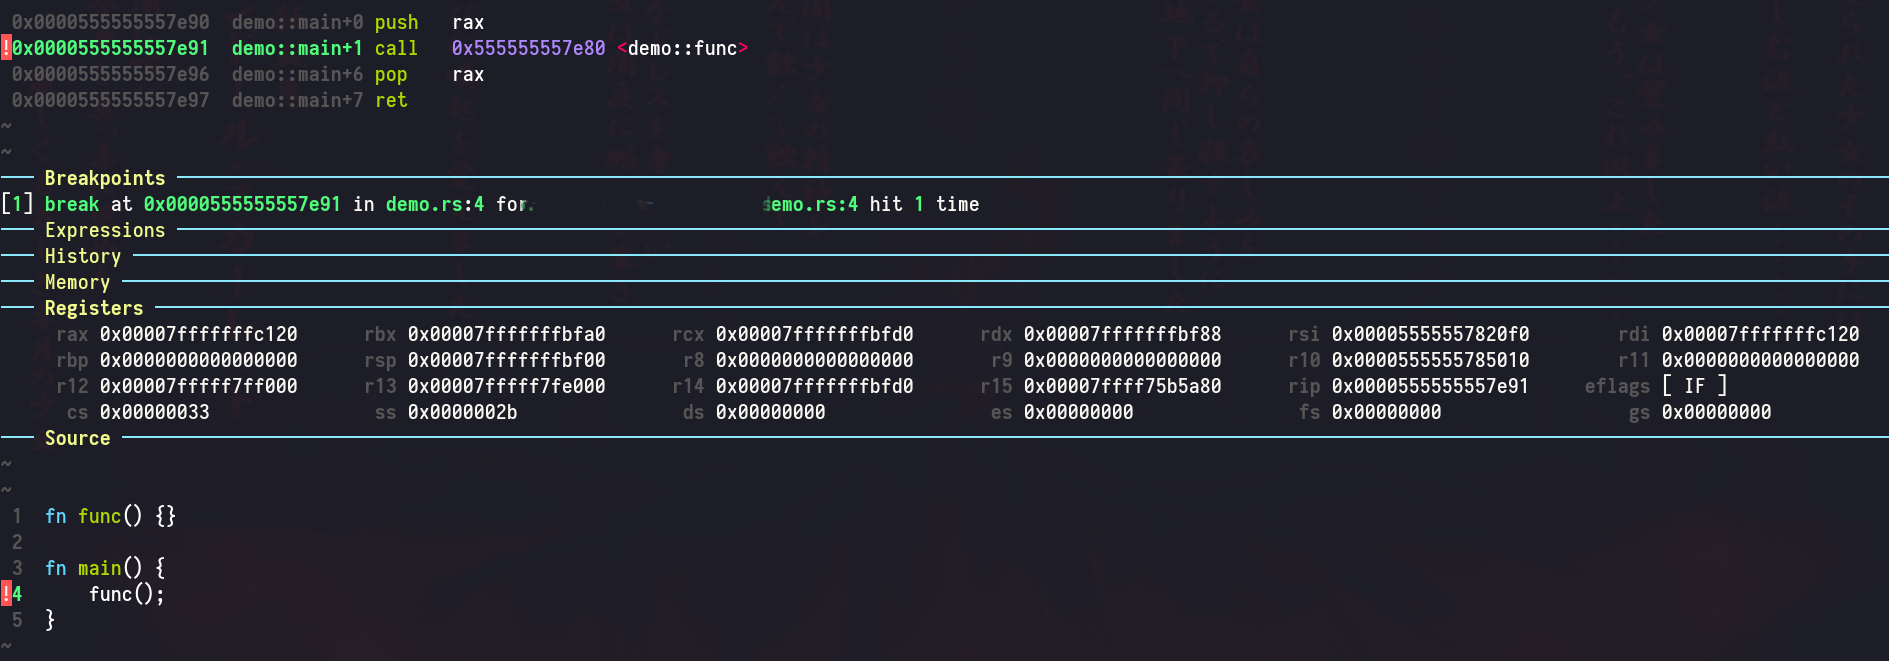 0x0000555555557e90  demo::main+0 push   rax
!0x0000555555557e91  demo::main+1 call   0x555555557e80 <demo::func>
0x0000555555557e96  demo::main+6 pop    rax
0x0000555555557e97  demo::main+7 ret
~
~
Breakpoints
[1] break at 0x0000555555557e91 in demo.rs:4 for emo.rs:4 hit 1 time
Expressions
History
Memory
Registers
rax 0x00007fffffffc120 rbx 0x00007fffffffbfa0 rcx 0x00007fffffffbfd0 rdx 0x00007fffffffbf88 rsi 0x00005555557820f0 rdi 0x00007fffffffc120
rbp 0x0000000000000000 rsp 0x00007fffffffbf00 r8 0x0000000000000000 r9 0x0000000000000000 r10 0x0000555555785010 r11 0x0000000000000000
r12 0x00007fffff7ff000 r13 0x00007fffff7fe000 r14 0x00007fffffffbfd0 r15 0x00007ffff75b5a80 rip 0x0000555555557e91 eflags [ IF ]
cs 0x00000033 ss 0x0000002b ds 0x00000000 es 0x00000000 fs 0x00000000 gs 0x00000000
Source
~
~
1  fn func() {}
2
3  fn main() {
!4      func();
5  }
~